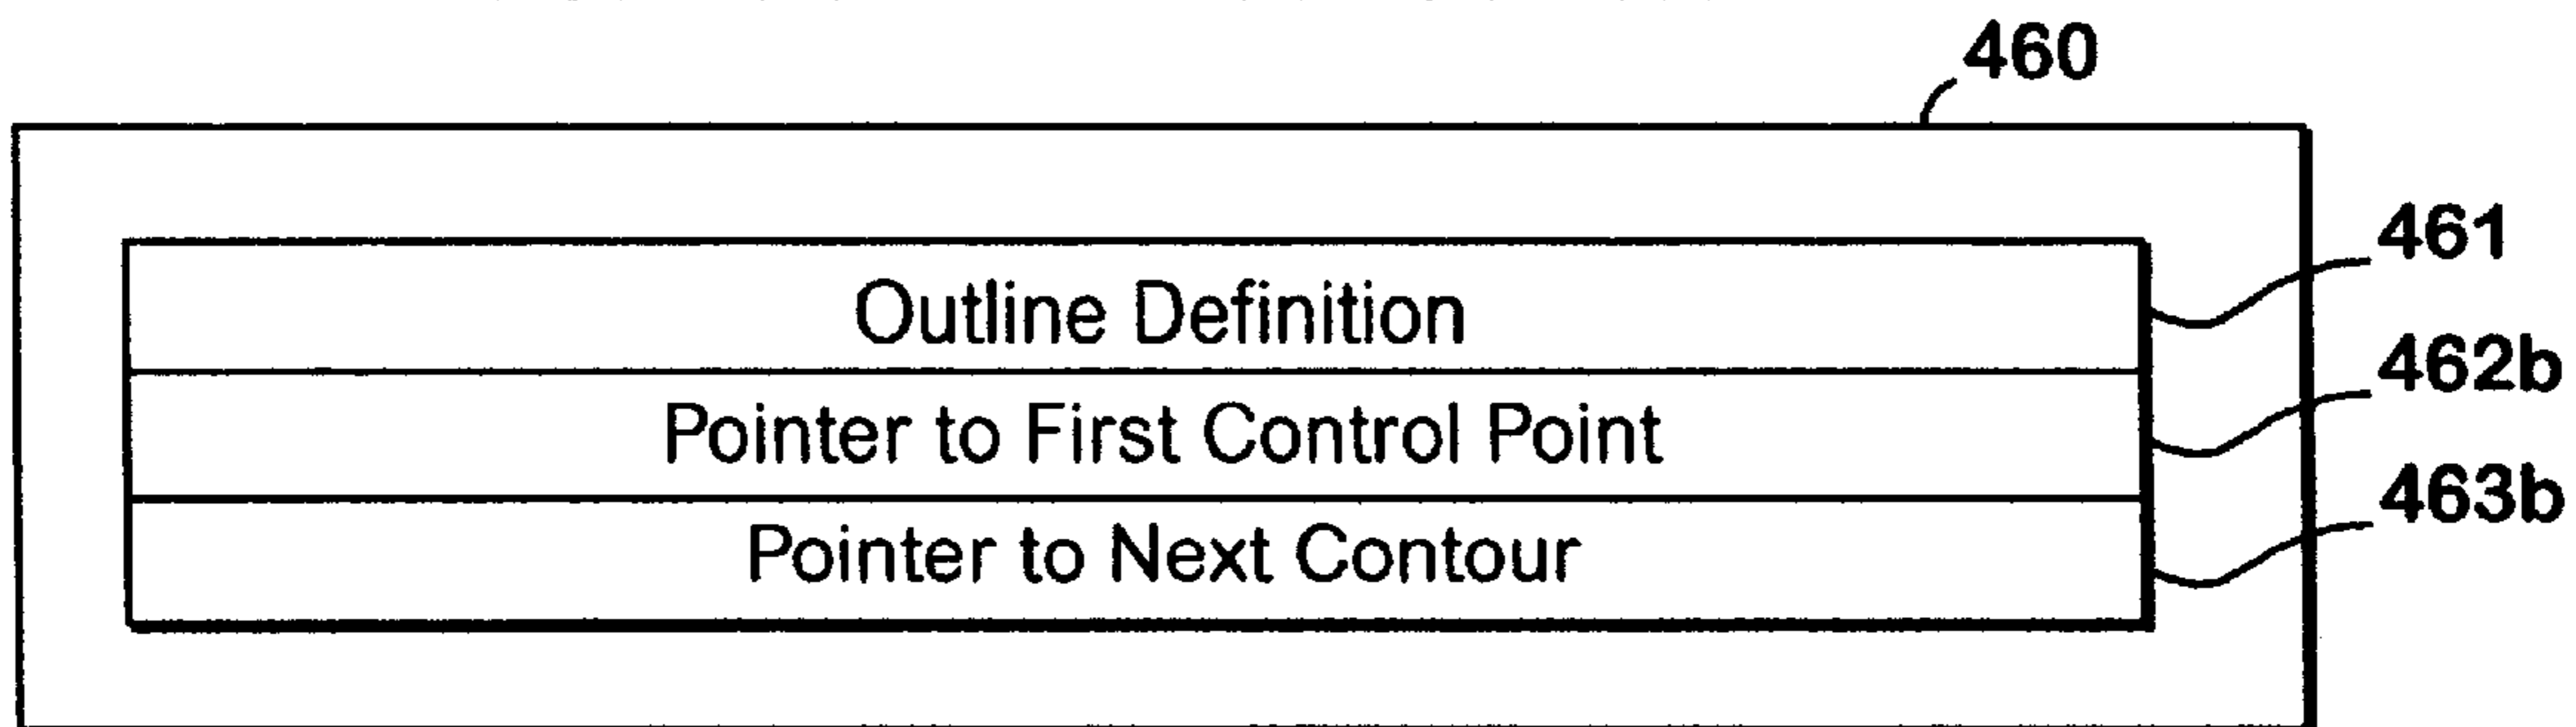 460
Outline Definition
461
Pointer to First Control Point
462b
Pointer to Next Contour
463b